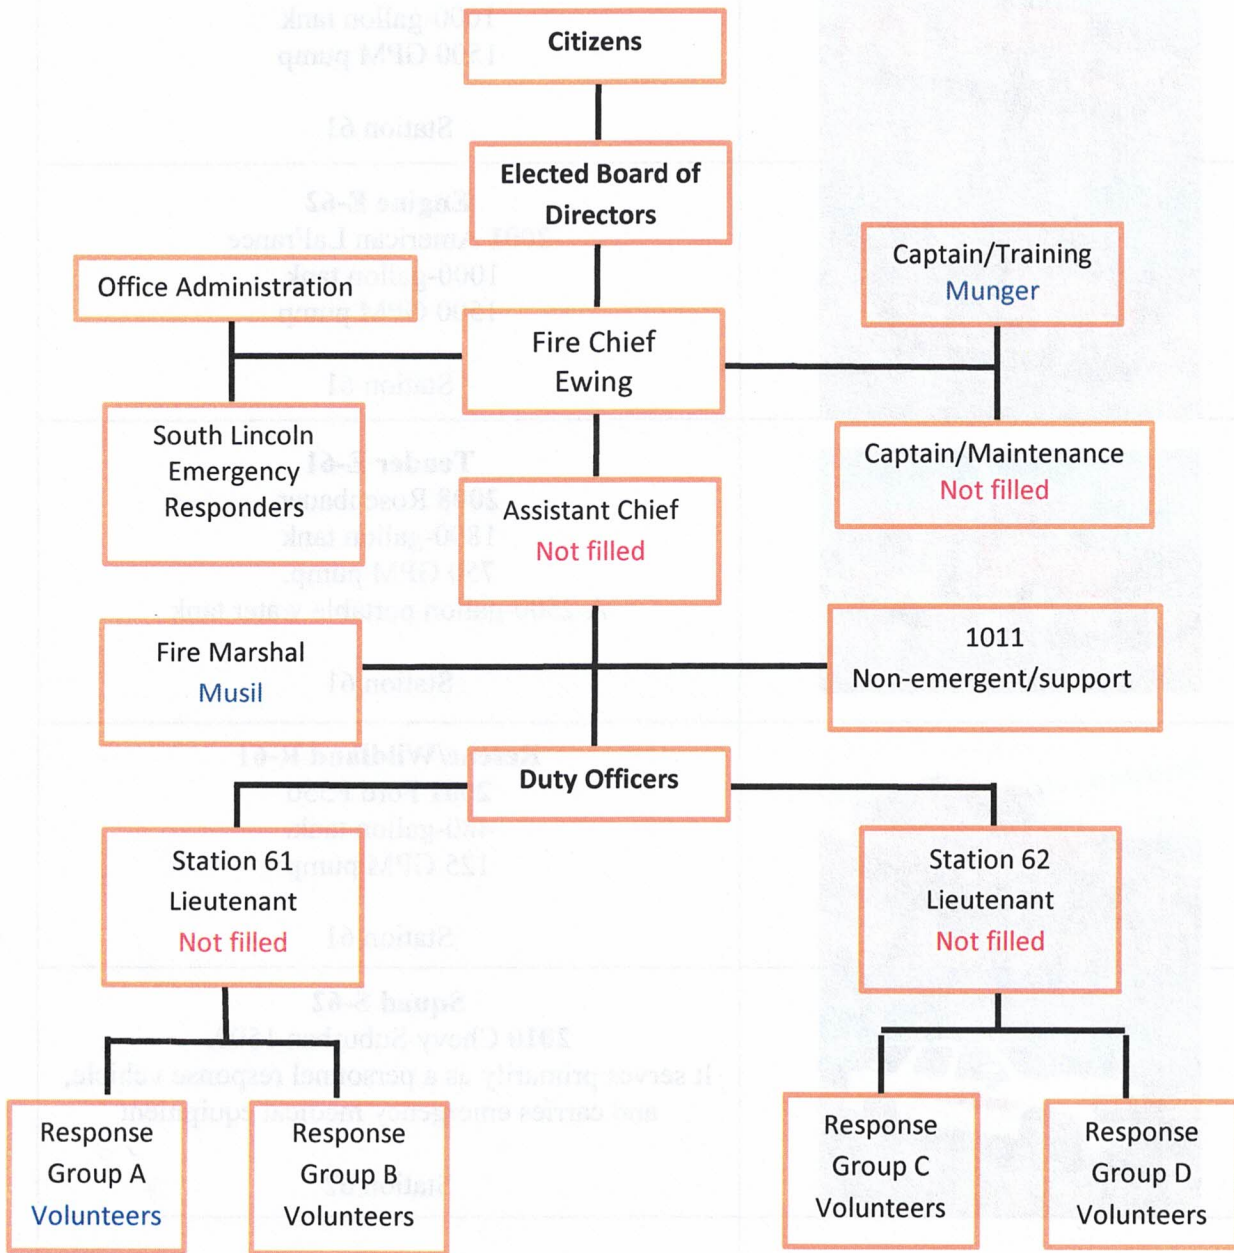 Citizens
Elected Board of
Directors
Office Administration
Captain/Training
Munger
Fire Chief
Ewing
South Lincoln
Emergency
Responders
Captain/Maintenance
Not filled
Assistant Chief
Not filled
Fire Marshal
Musil
1011
Non-emergent/support
Duty Officers
Station 61
Lieutenant
Not filled
Station 62
Lieutenant
Not filled
Response
Group A
Volunteers
Response
Group B
Volunteers
Response
Group C
Volunteers
Response
Group D
Volunteers